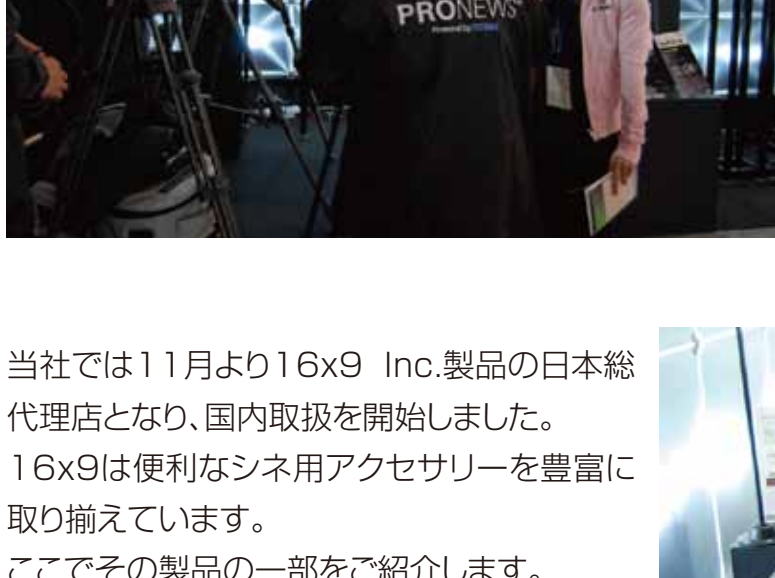 PRONEWS
Powered by
当社では11月より16x9 Inc.製品の日本総
代理店となり、国内取扱を開始しました。
16x9は便利なシネ用アクセサリーを豊富に
取り揃えています。
ここでその製品の一部をご紹介します。